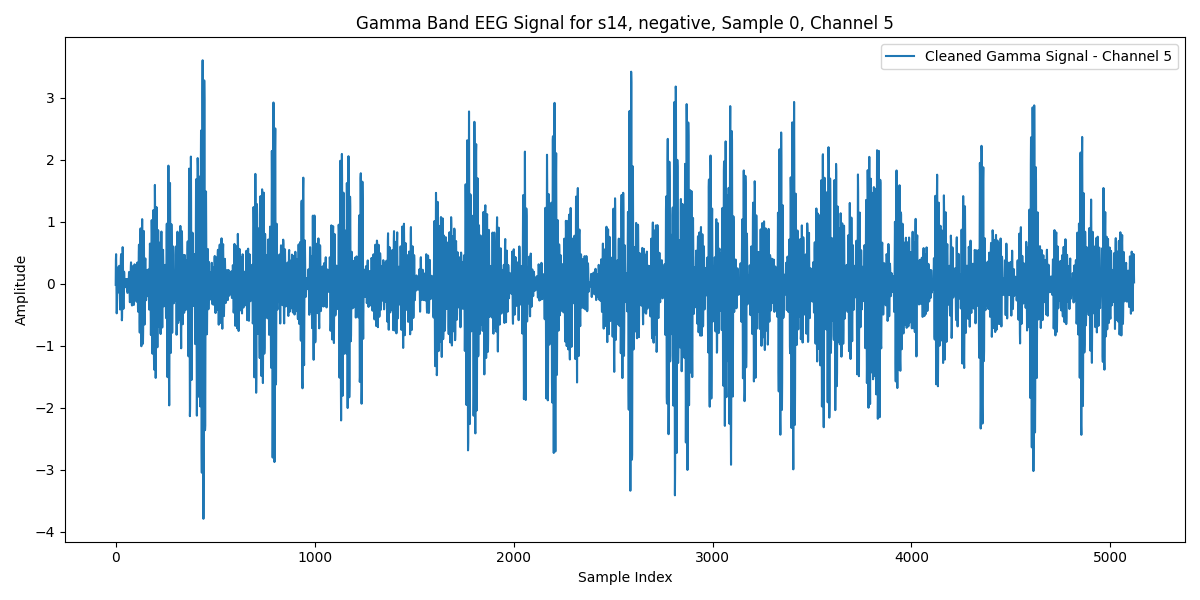 Gamma Band EEG Signal for s14, negative, Sample 0, Channel 5
Cleaned Gamma Signal - Channel 5
Amplitude
3
2
1
0
−1
−2
−3
−4
0 1000 2000 3000 4000 5000
Sample Index